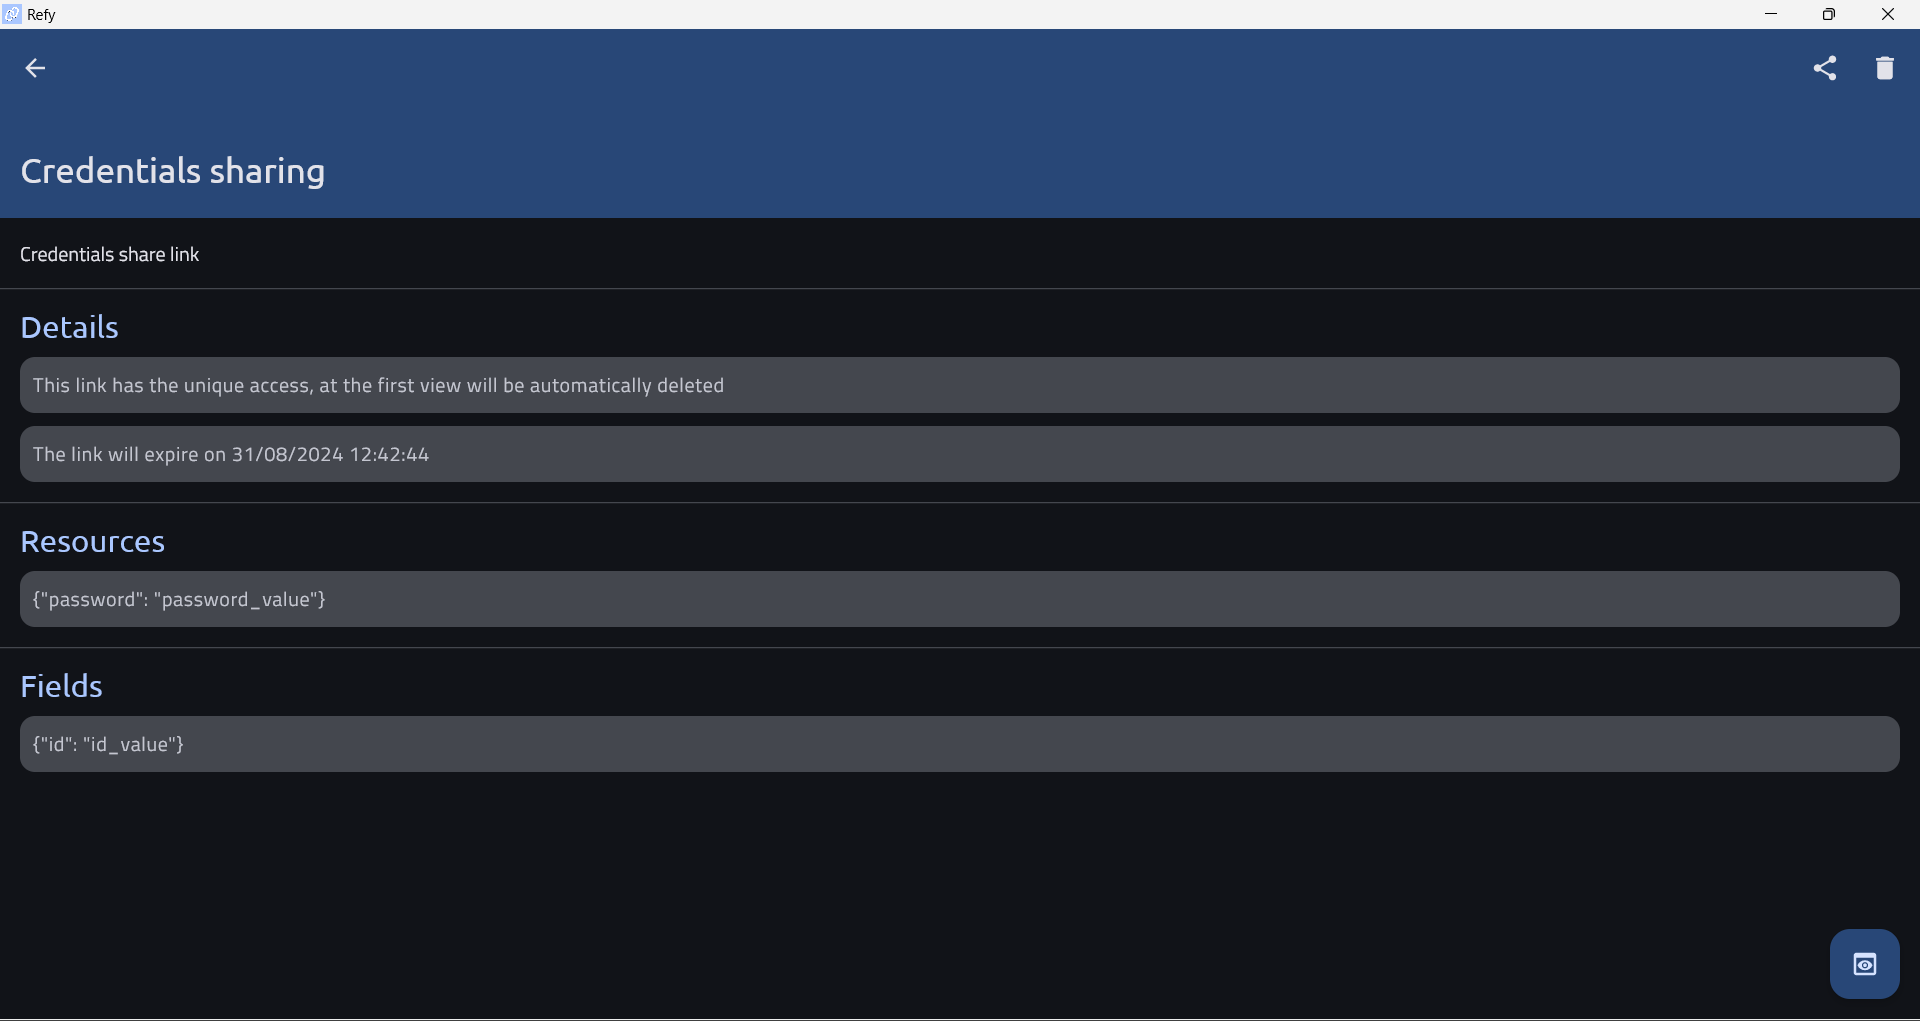 Refy
Credentials sharing
Credentials share link
Details
This link has the unique access, at the first view will be automatically deleted
The link will expire on 31/08/2024 12:42:44
Resources
{"password": "password_value"}
Fields
{"id": "id_value"}